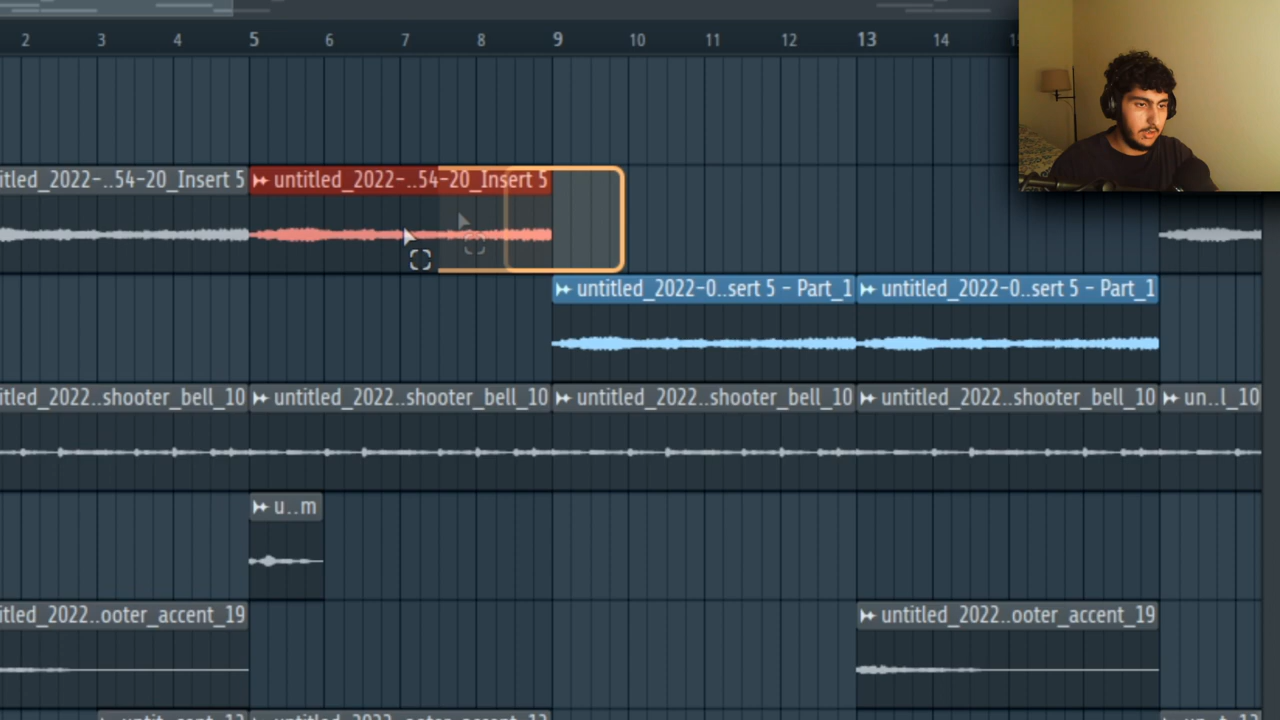 2 3 4 5 6 7 8 9 10 11 12 13 14
itled_2022-..54-20_Insert 5 untitled_2022-..54-20_Insert 5
untitled_2022-0..sert 5 - Part_1 untitled_2022-0..sert 5 - Part_1
itled_2022..shooter_bell_10 untitled_2022..shooter_bell_10 untitled_2022..shooter_bell_10 untitled_2022..shooter_bell_10 un..l_10
u..m
itled_2022..ooter_accent_19 untitled_2022..ooter_accent_19